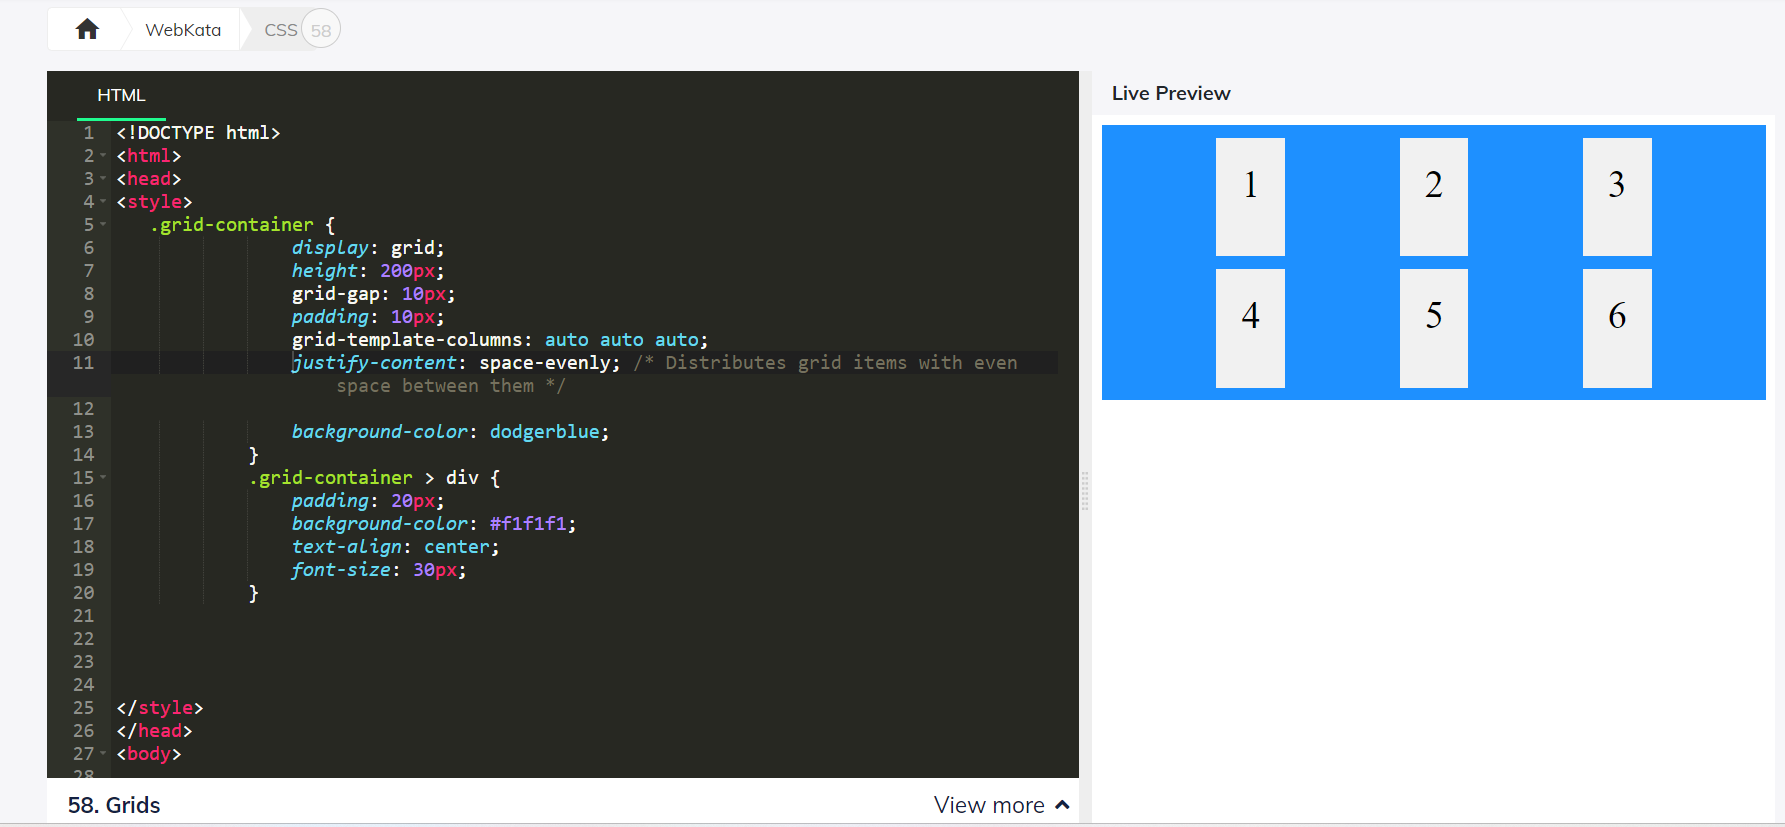 WebKata
CSS 58
HTML
1 <!DOCTYPE html>
2 <html>
3 <head>
4 <style>
5 .grid-container {
6 display: grid;
7 height: 200px;
8 grid-gap: 10px;
9 padding: 10px;
10 grid-template-columns: auto auto auto;
11 justify-content: space-evenly; /* Distributes grid items with even
space between them */
12
13 background-color: dodgerblue;
14 }
15 .grid-container > div {
16 padding: 20px;
17 background-color: #f1f1f1;
18 text-align: center;
19 font-size: 30px;
20 }
21
22
23
24
25 </style>
26 </head>
27 <body>
28
58. Grids
View more
Live Preview
1 2 3
4 5 6